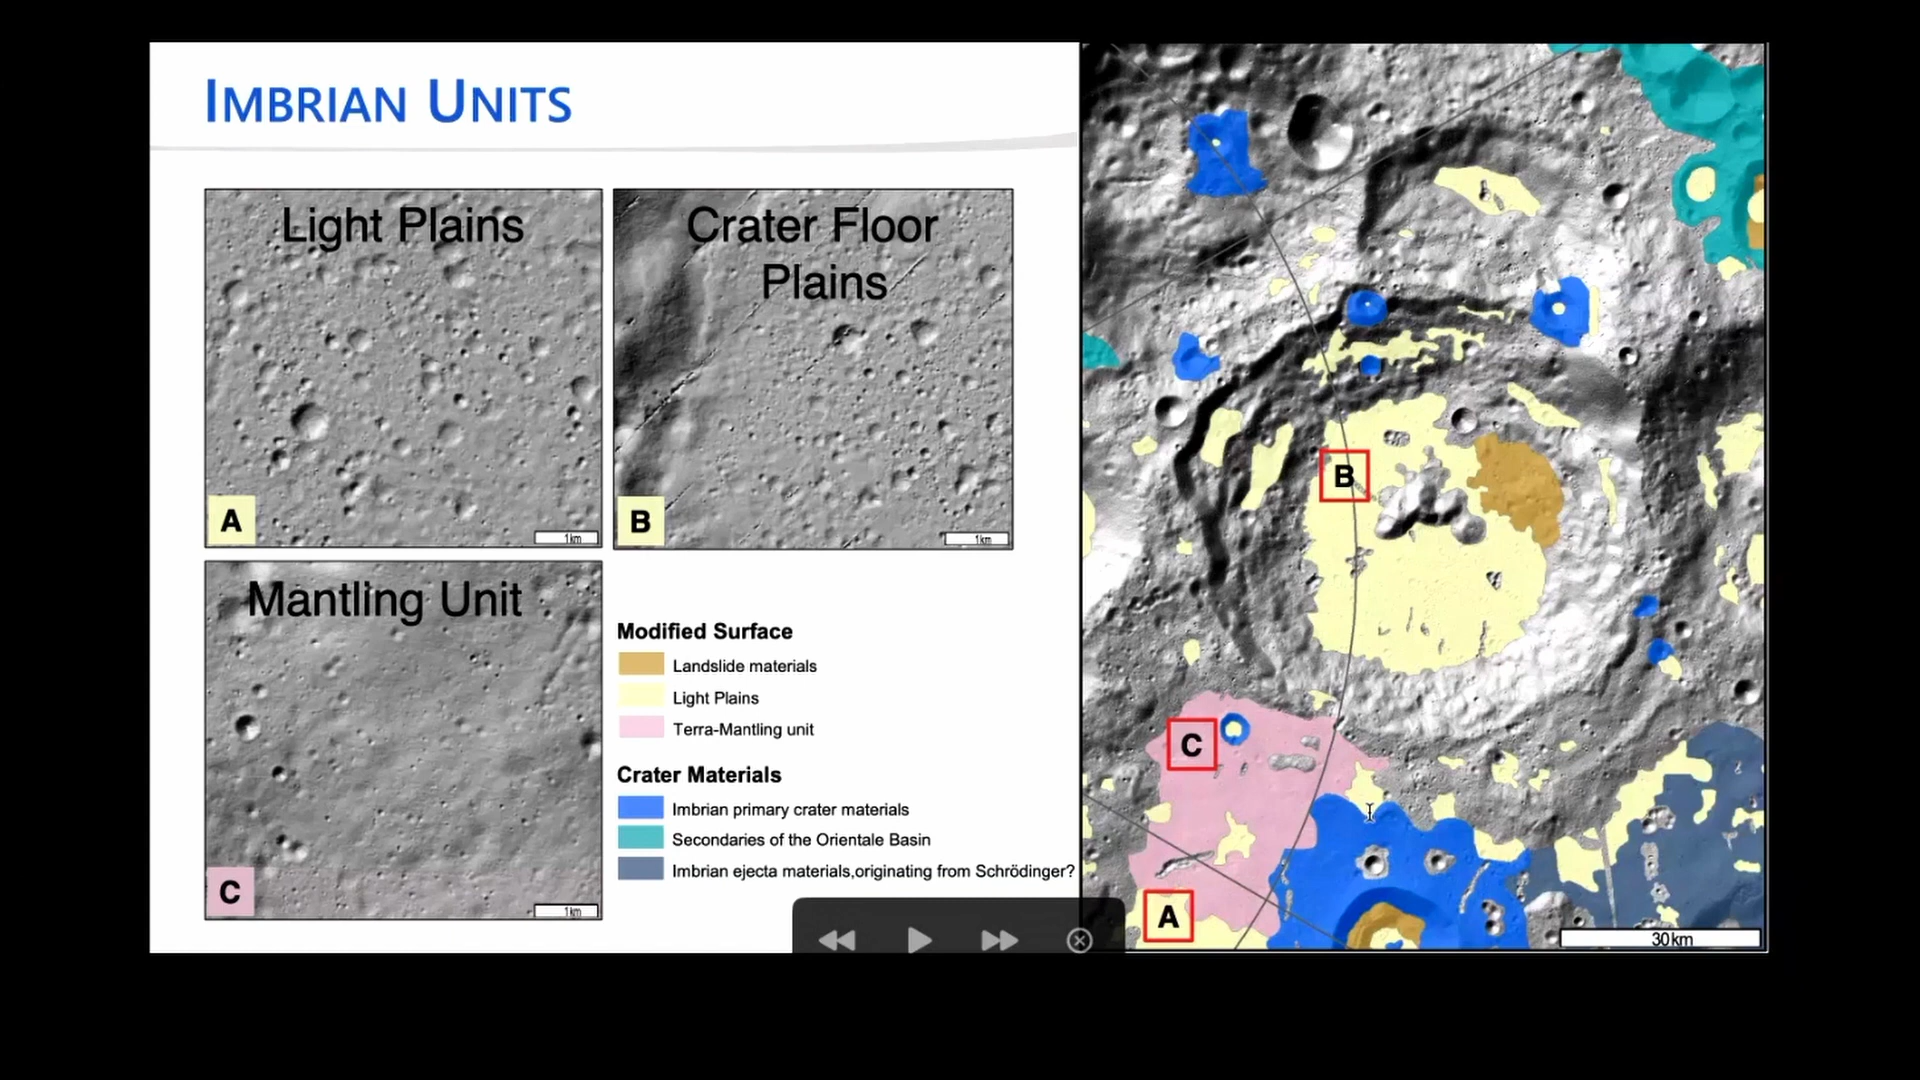 IMBRIAN UNITS
Light Plains
A
1km
Crater Floor
Plains
B
1km
Mantling Unit
C
1km
Modified Surface
Landslide materials
Light Plains
Terra-Mantling unit
Crater Materials
Imbrian primary crater materials
Secondaries of the Orientale Basin
Imbrian ejecta materials,originating from Schrödinger?
B
C
A
30km